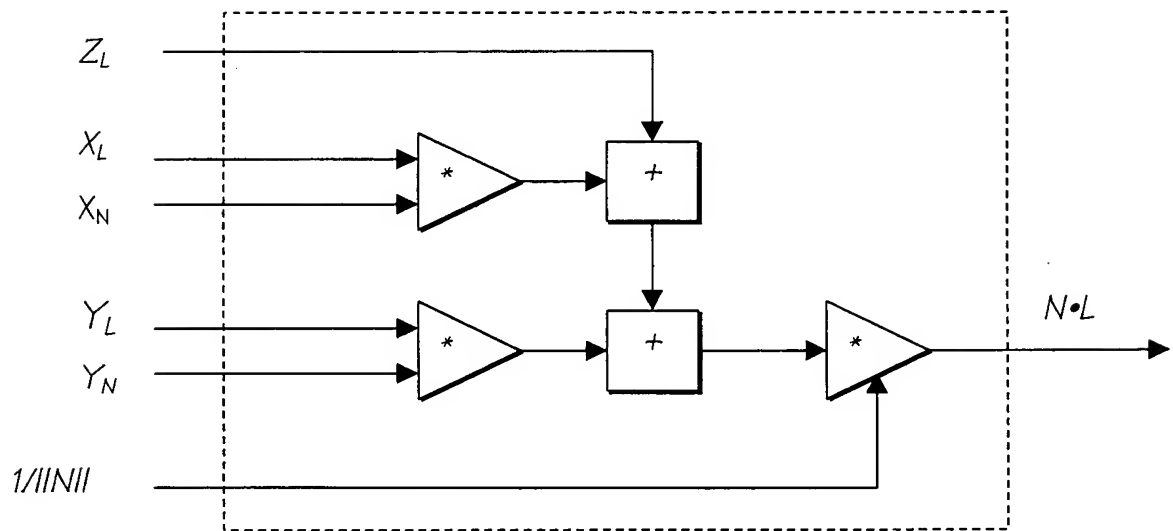 Z_L
X_L
* +
X_N
N•L
Y_L
* + *
Y_N
1/||N||